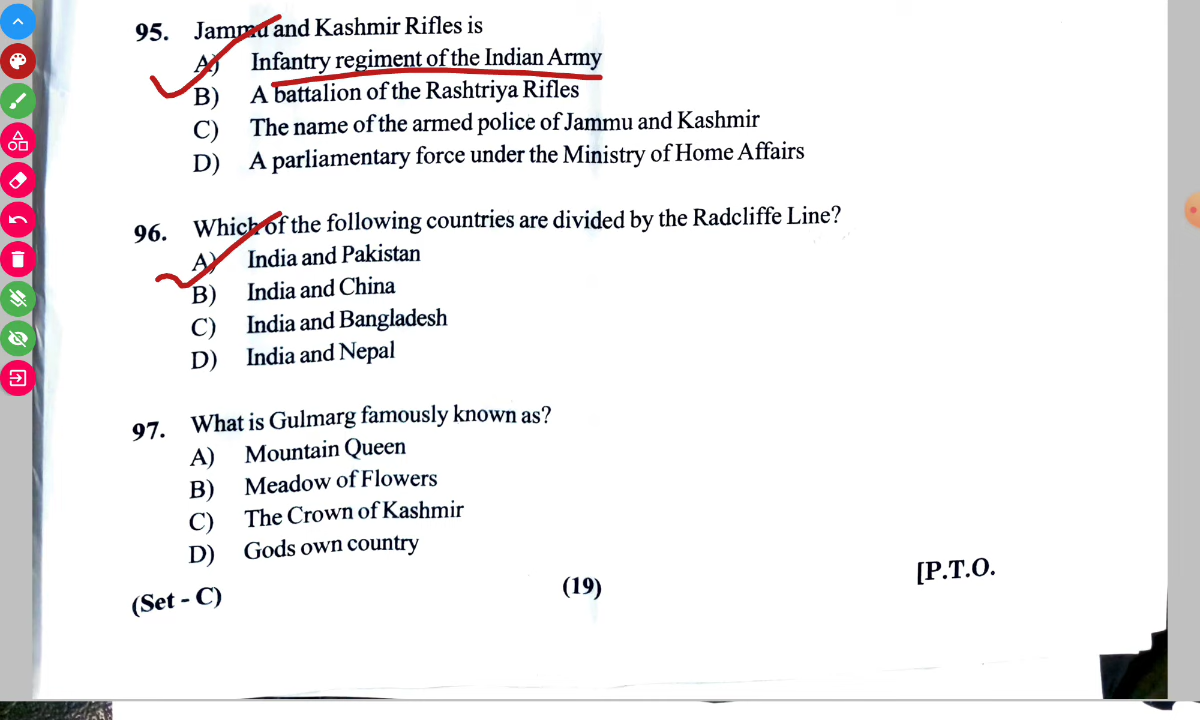 95. Jammu and Kashmir Rifles is
A) Infantry regiment of the Indian Army
B) A battalion of the Rashtriya Rifles
C) The name of the armed police of Jammu and Kashmir
D) A parliamentary force under the Ministry of Home Affairs
96. Which of the following countries are divided by the Radcliffe Line?
A) India and Pakistan
B) India and China
C) India and Bangladesh
D) India and Nepal
97. What is Gulmarg famously known as?
A) Mountain Queen
B) Meadow of Flowers
C) The Crown of Kashmir
D) Gods own country
(Set - C) (19) [P.T.O.